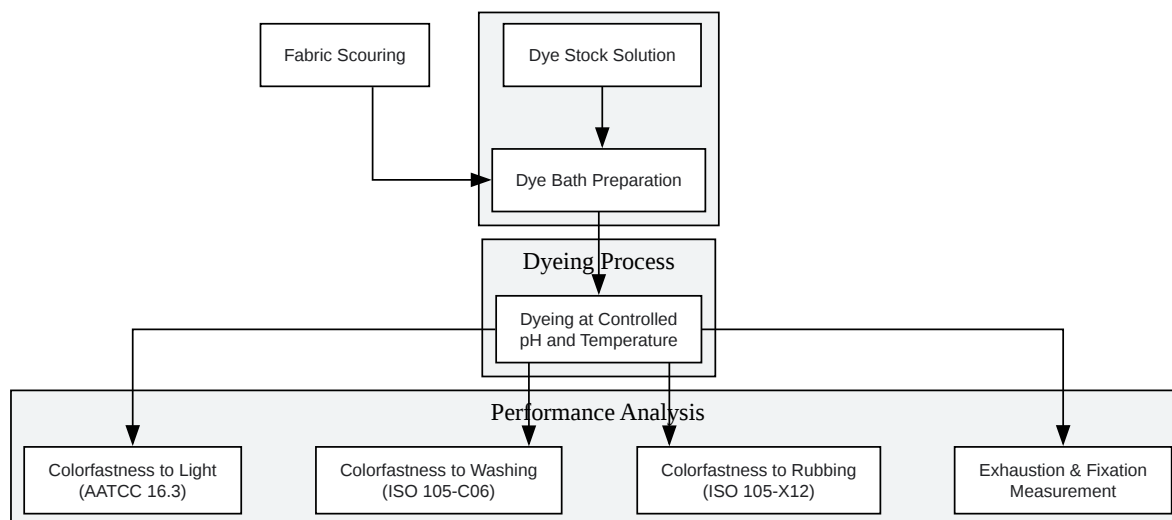 Fabric Scouring
Dye Stock Solution
Dye Bath Preparation
Dyeing Process
Dyeing at Controlled
pH and Temperature
Performance Analysis
Colorfastness to Light
(AATCC 16.3)
Colorfastness to Washing
(ISO 105-C06)
Colorfastness to Rubbing
(ISO 105-X12)
Exhaustion & Fixation
Measurement